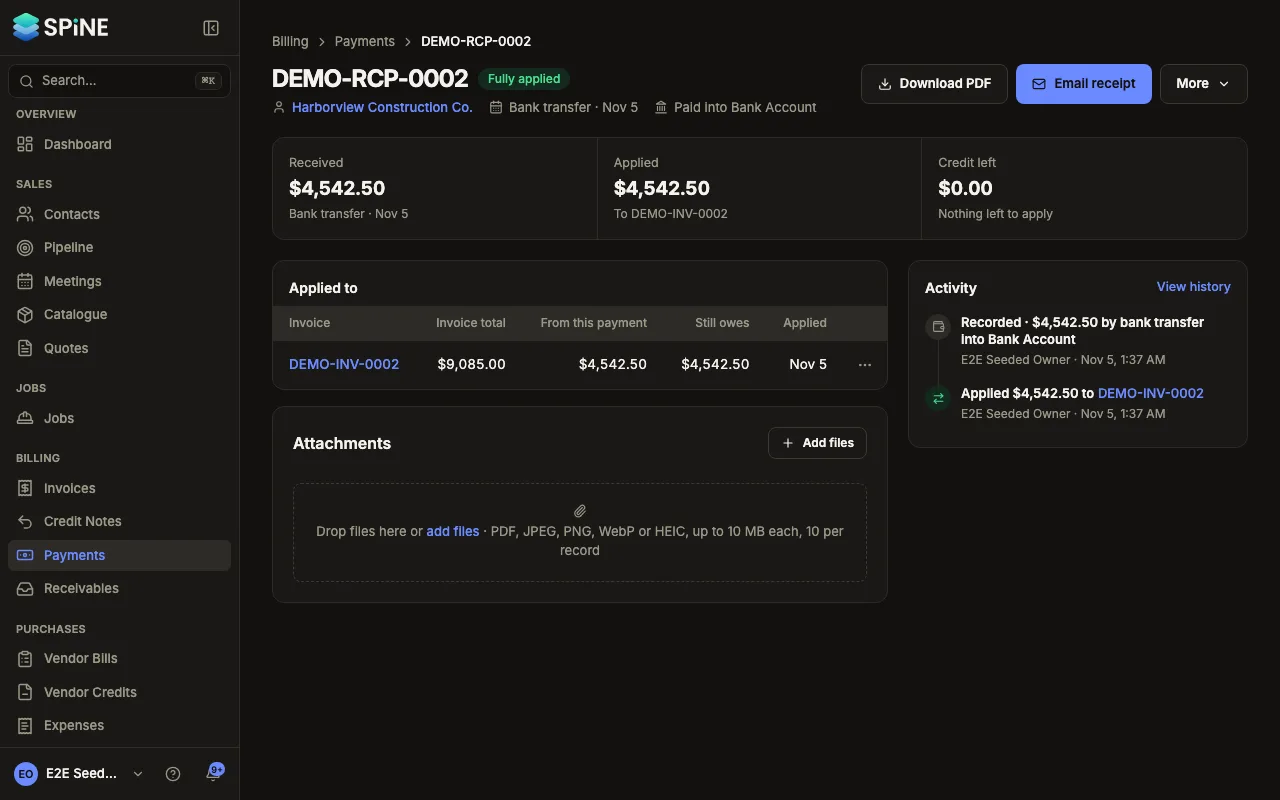 SPiNE
Search...
⌘K
OVERVIEW
Dashboard
SALES
Contacts
Pipeline
Meetings
Catalogue
Quotes
JOBS
Jobs
BILLING
Invoices
Credit Notes
Payments
Receivables
PURCHASES
Vendor Bills
Vendor Credits
Expenses
EO E2E Seed...
9+
Billing > Payments > DEMO-RCP-0002
DEMO-RCP-0002 Fully applied
Harborview Construction Co. Bank transfer · Nov 5 Paid into Bank Account
Download PDF Email receipt More
Received
$4,542.50
Bank transfer · Nov 5
Applied
$4,542.50
To DEMO-INV-0002
Credit left
$0.00
Nothing left to apply
Applied to
Invoice Invoice total From this payment Still owes Applied
DEMO-INV-0002 $9,085.00 $4,542.50 $4,542.50 Nov 5 ...
Attachments
Add files
Drop files here or add files · PDF, JPEG, PNG, WebP or HEIC, up to 10 MB each, 10 per
record
Activity View history
Recorded · $4,542.50 by bank transfer
into Bank Account
E2E Seeded Owner · Nov 5, 1:37 AM
Applied $4,542.50 to DEMO-INV-0002
E2E Seeded Owner · Nov 5, 1:37 AM